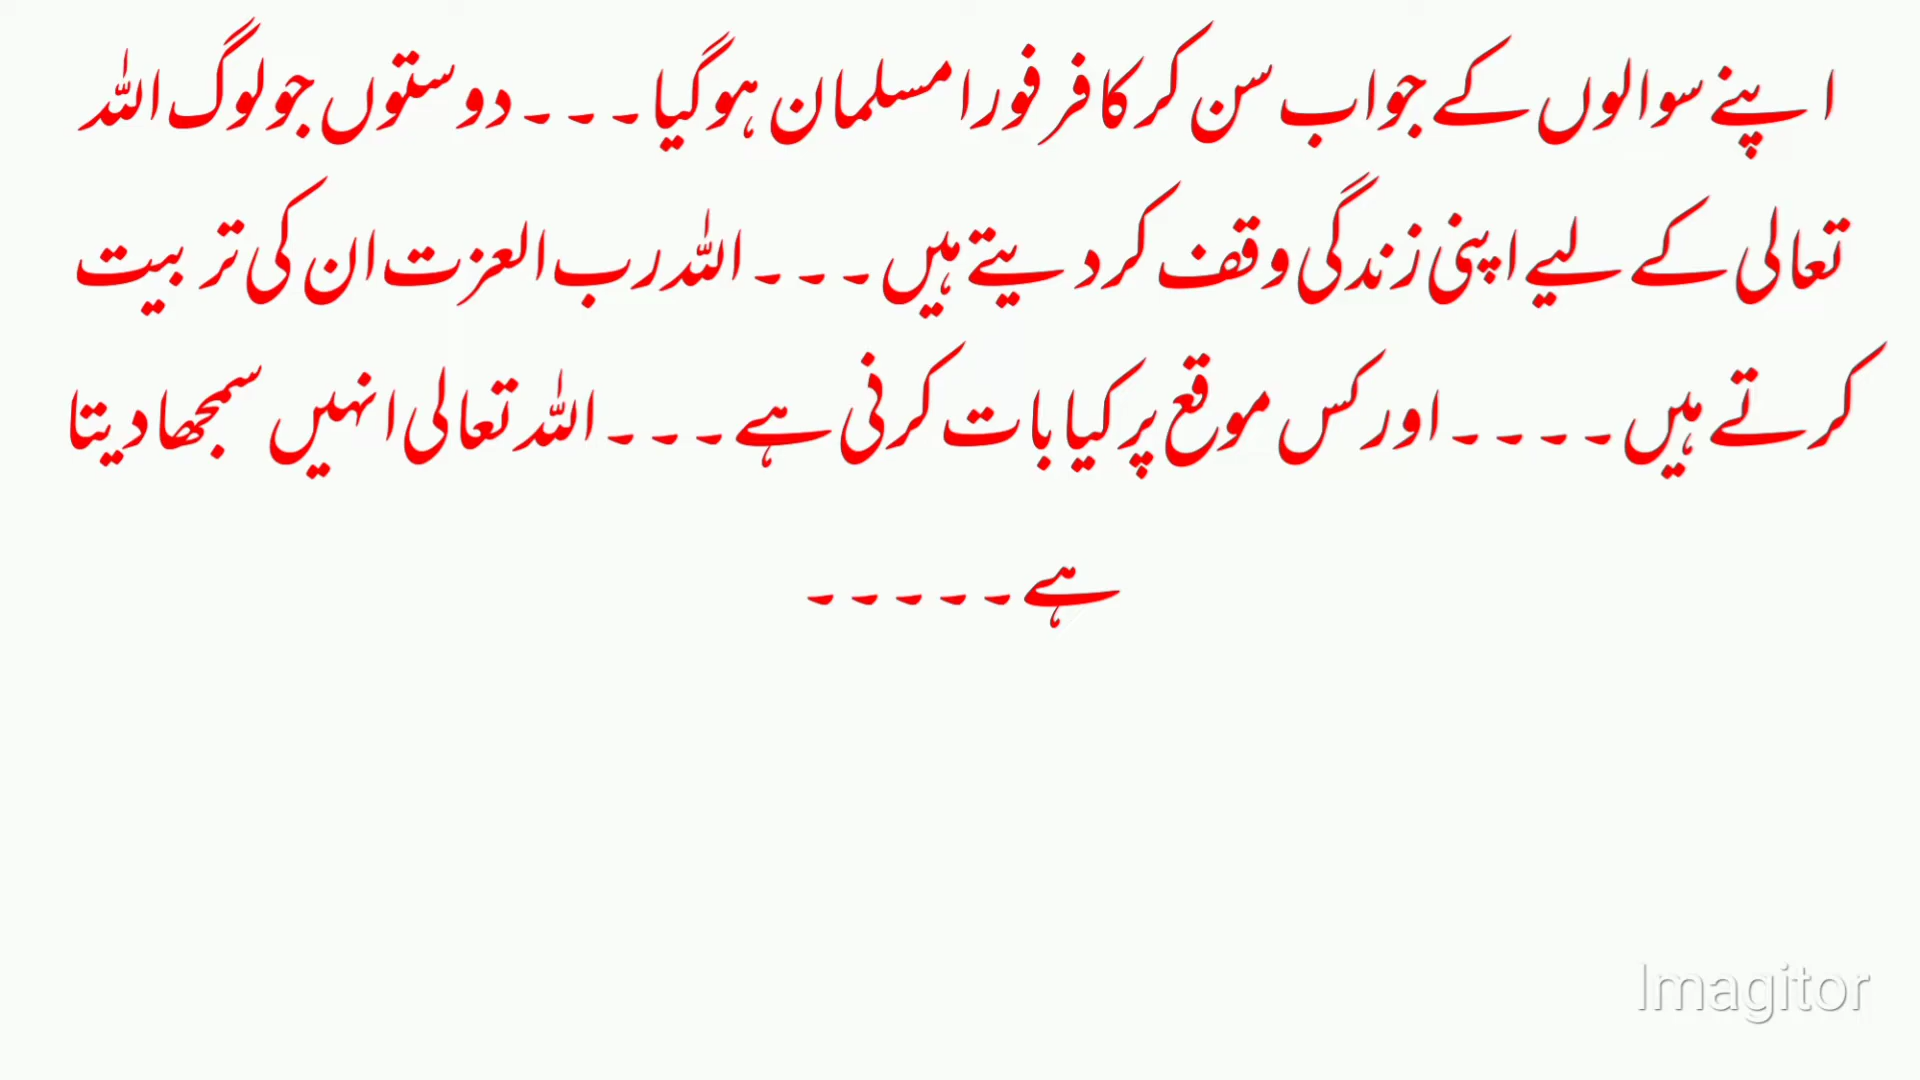 اپنے سوالوں کے جواب سن کر کافر فورا مسلمان ہوگیا۔۔۔دوستوں جو لوگ اللہ
تعالی کے لیے اپنی زندگی وقف کردیتے ہیں۔۔۔اللہ رب العزت ان کی تربیت
کرتے ہیں۔۔۔۔اور کس موقع پر کیا بات کرنی ہے۔۔۔اللہ تعالی انہیں سمجھا دیتا
ہے۔۔۔۔۔
Imagitor